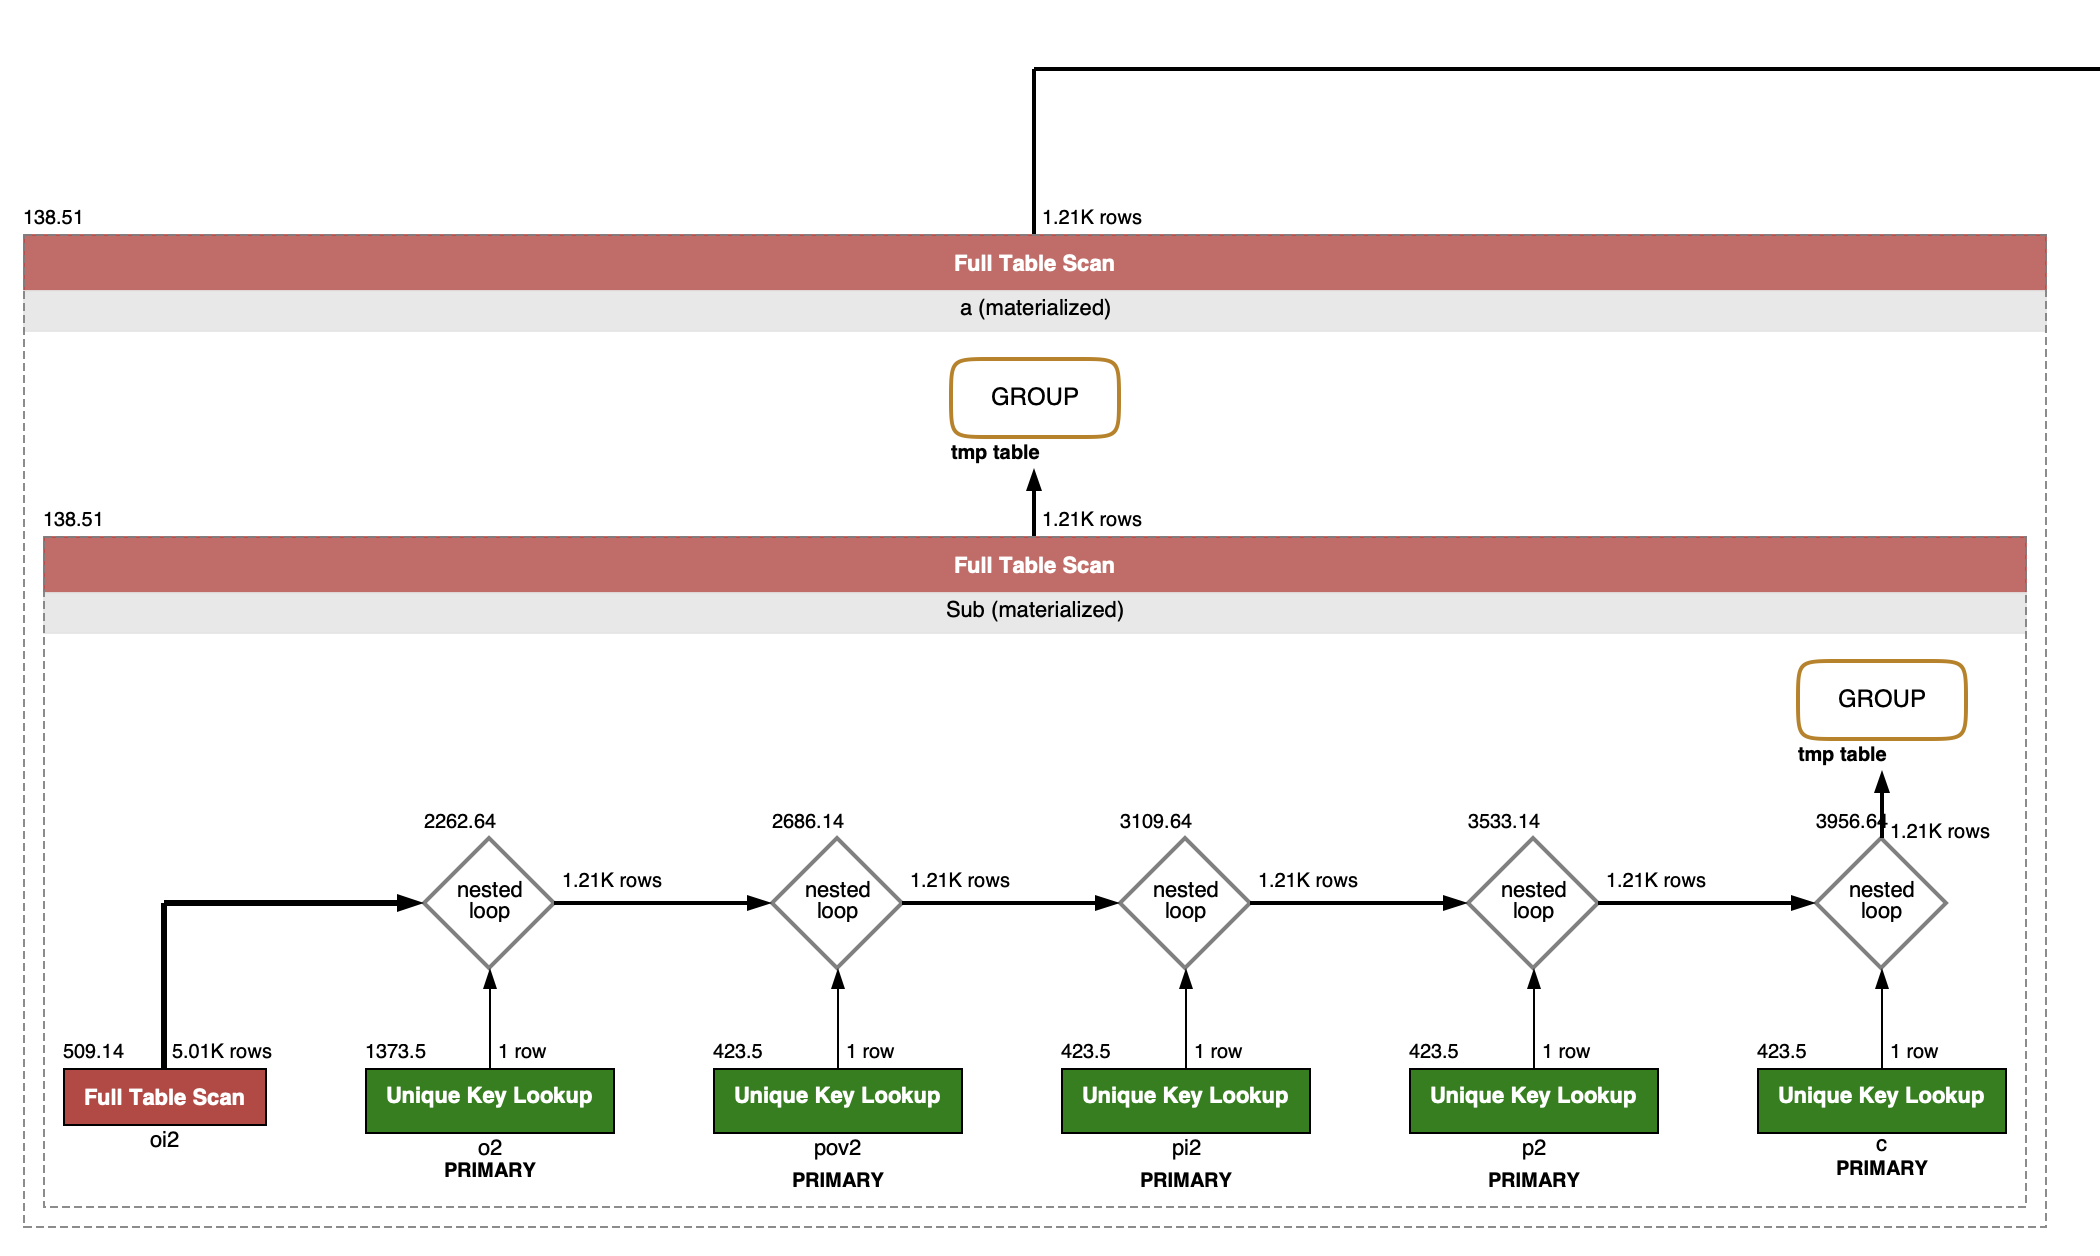 138.51
1.21K rows
Full Table Scan
a (materialized)
GROUP
tmp table
138.51
1.21K rows
Full Table Scan
Sub (materialized)
GROUP
tmp table
2262.64
2686.14
3109.64
3533.14
3956.64
1.21K rows
nested
loop
1.21K rows
nested
loop
1.21K rows
nested
loop
1.21K rows
nested
loop
1.21K rows
nested
loop
509.14
5.01K rows
1373.5
1 row
423.5
1 row
423.5
1 row
423.5
1 row
423.5
1 row
Full Table Scan
Unique Key Lookup
Unique Key Lookup
Unique Key Lookup
Unique Key Lookup
Unique Key Lookup
oi2
o2
PRIMARY
pov2
PRIMARY
pi2
PRIMARY
p2
PRIMARY
c
PRIMARY